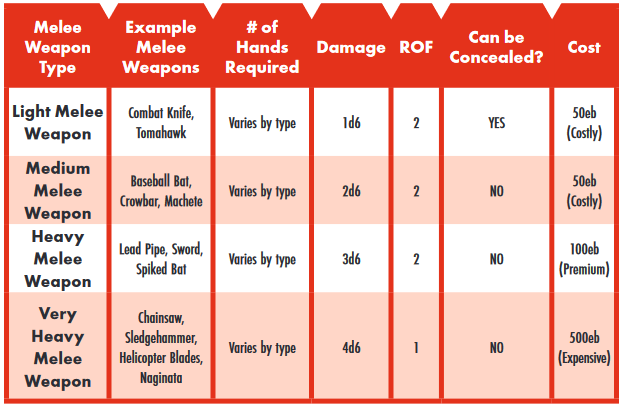 Melee Weapon Type
Example Melee Weapons
# of Hands Required
Damage
ROF
Can be Concealed?
Cost
Light Melee Weapon
Combat Knife, Tomahawk
Varies by type
1d6
2
YES
50eb (Costly)
Medium Melee Weapon
Baseball Bat, Crowbar, Machete
Varies by type
2d6
2
NO
50eb (Costly)
Heavy Melee Weapon
Lead Pipe, Sword, Spiked Bat
Varies by type
3d6
2
NO
100eb (Premium)
Very Heavy Melee Weapon
Chainsaw, Sledgehammer, Helicopter Blades, Naginata
Varies by type
4d6
1
NO
500eb (Expensive)